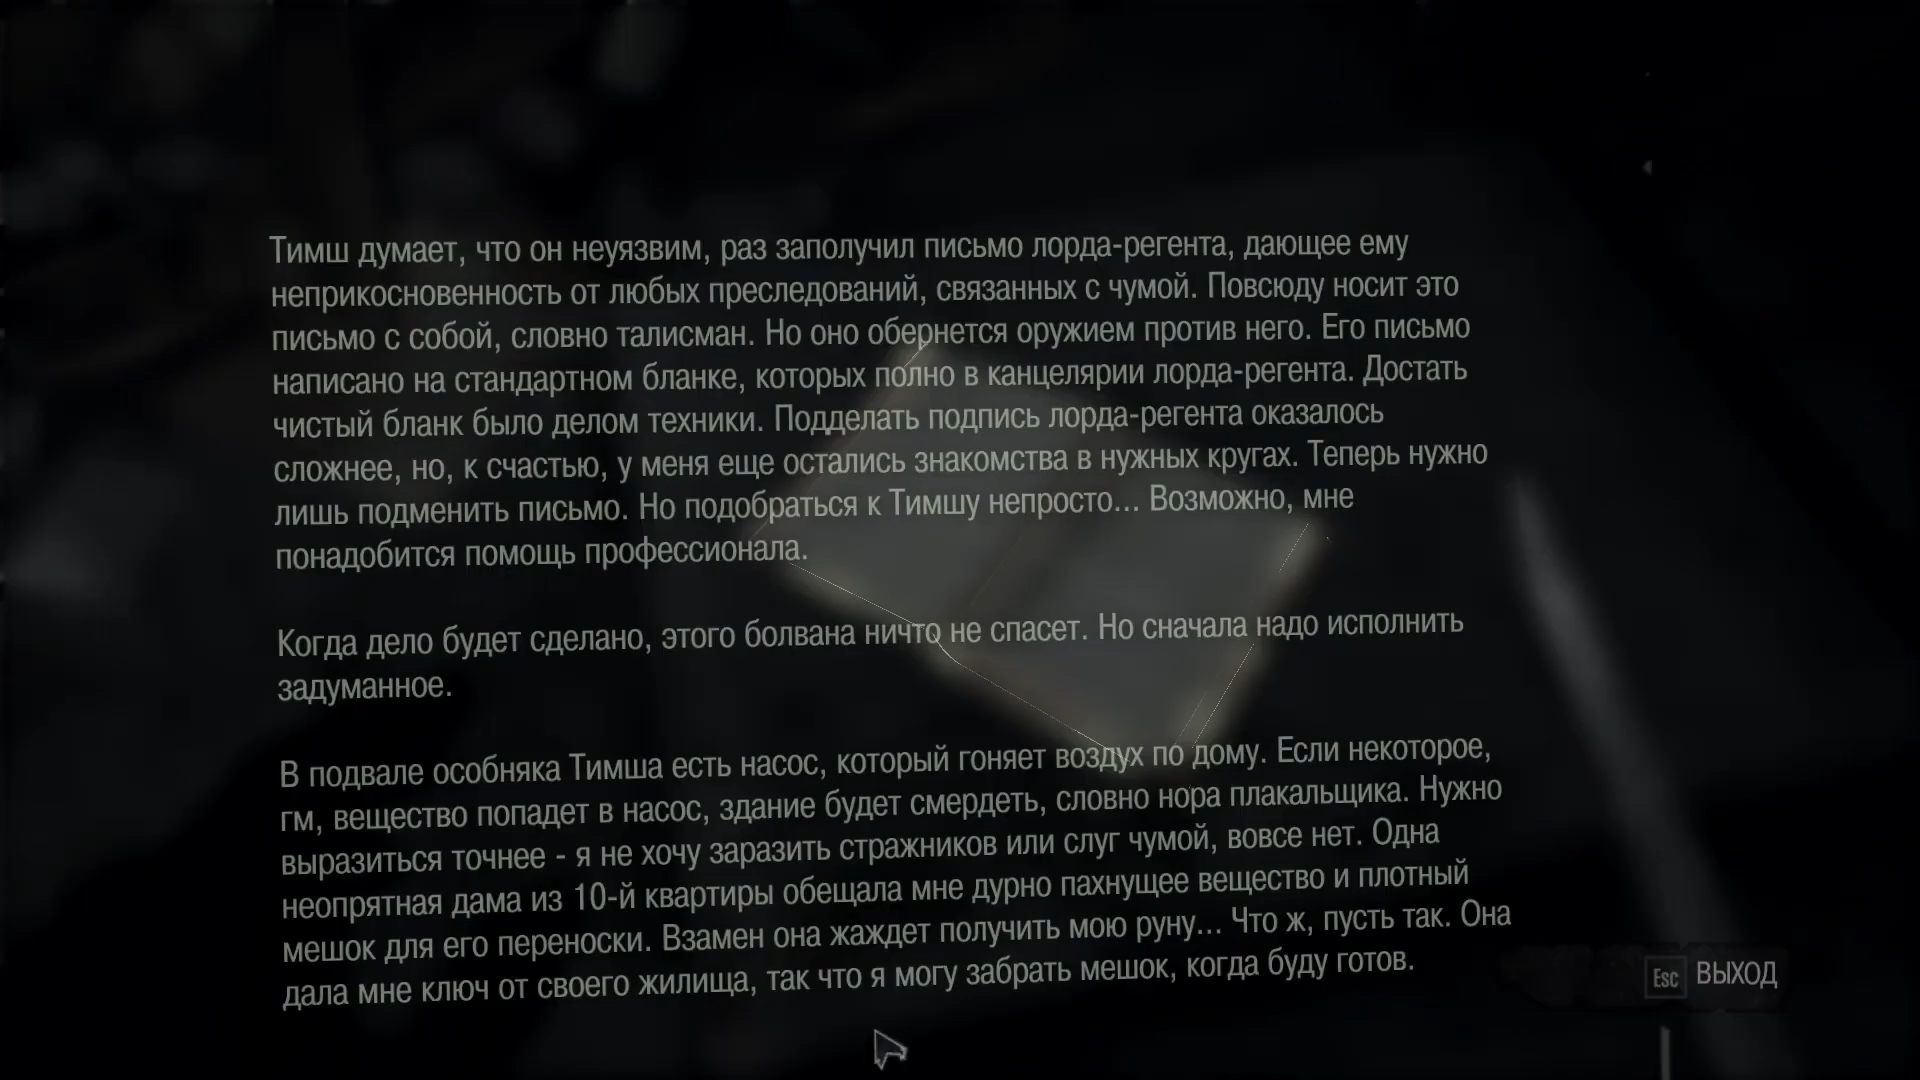 Тимш думает, что он неуязвим, раз заполучил письмо лорда-регента, дающее ему
неприкосновенность от любых преследований, связанных с чумой. Повсюду носит это
письмо с собой, словно талисман. Но оно обернется оружием против него. Его письмо
написано на стандартном бланке, которых полно в канцелярии лорда-регента. Достать
чистый бланк было делом техники. Подделать подпись лорда-регента оказалось
сложнее, но, к счастью, у меня еще остались знакомства в нужных кругах. Теперь нужно
лишь подменить письмо. Но подобраться к Тимшу непросто... Возможно, мне
понадобится помощь профессионала.
Когда дело будет сделано, этого болвана ничто не спасет. Но сначала надо исполнить
задуманное.
В подвале особняка Тимша есть насос, который гоняет воздух по дому. Если некоторое,
гм, вещество попадет в насос, здание будет смердеть, словно нора плакальщика. Нужно
выразиться точнее - я не хочу заразить стражников или слуг чумой, вовсе нет. Одна
неопрятная дама из 10-й квартиры обещала мне дурно пахнущее вещество и плотный
мешок для его переноски. Взамен она жаждет получить мою руну... Что ж, пусть так. Она
дала мне ключ от своего жилища, так что я могу забрать мешок, когда буду готов.
Esc ВЫХОД